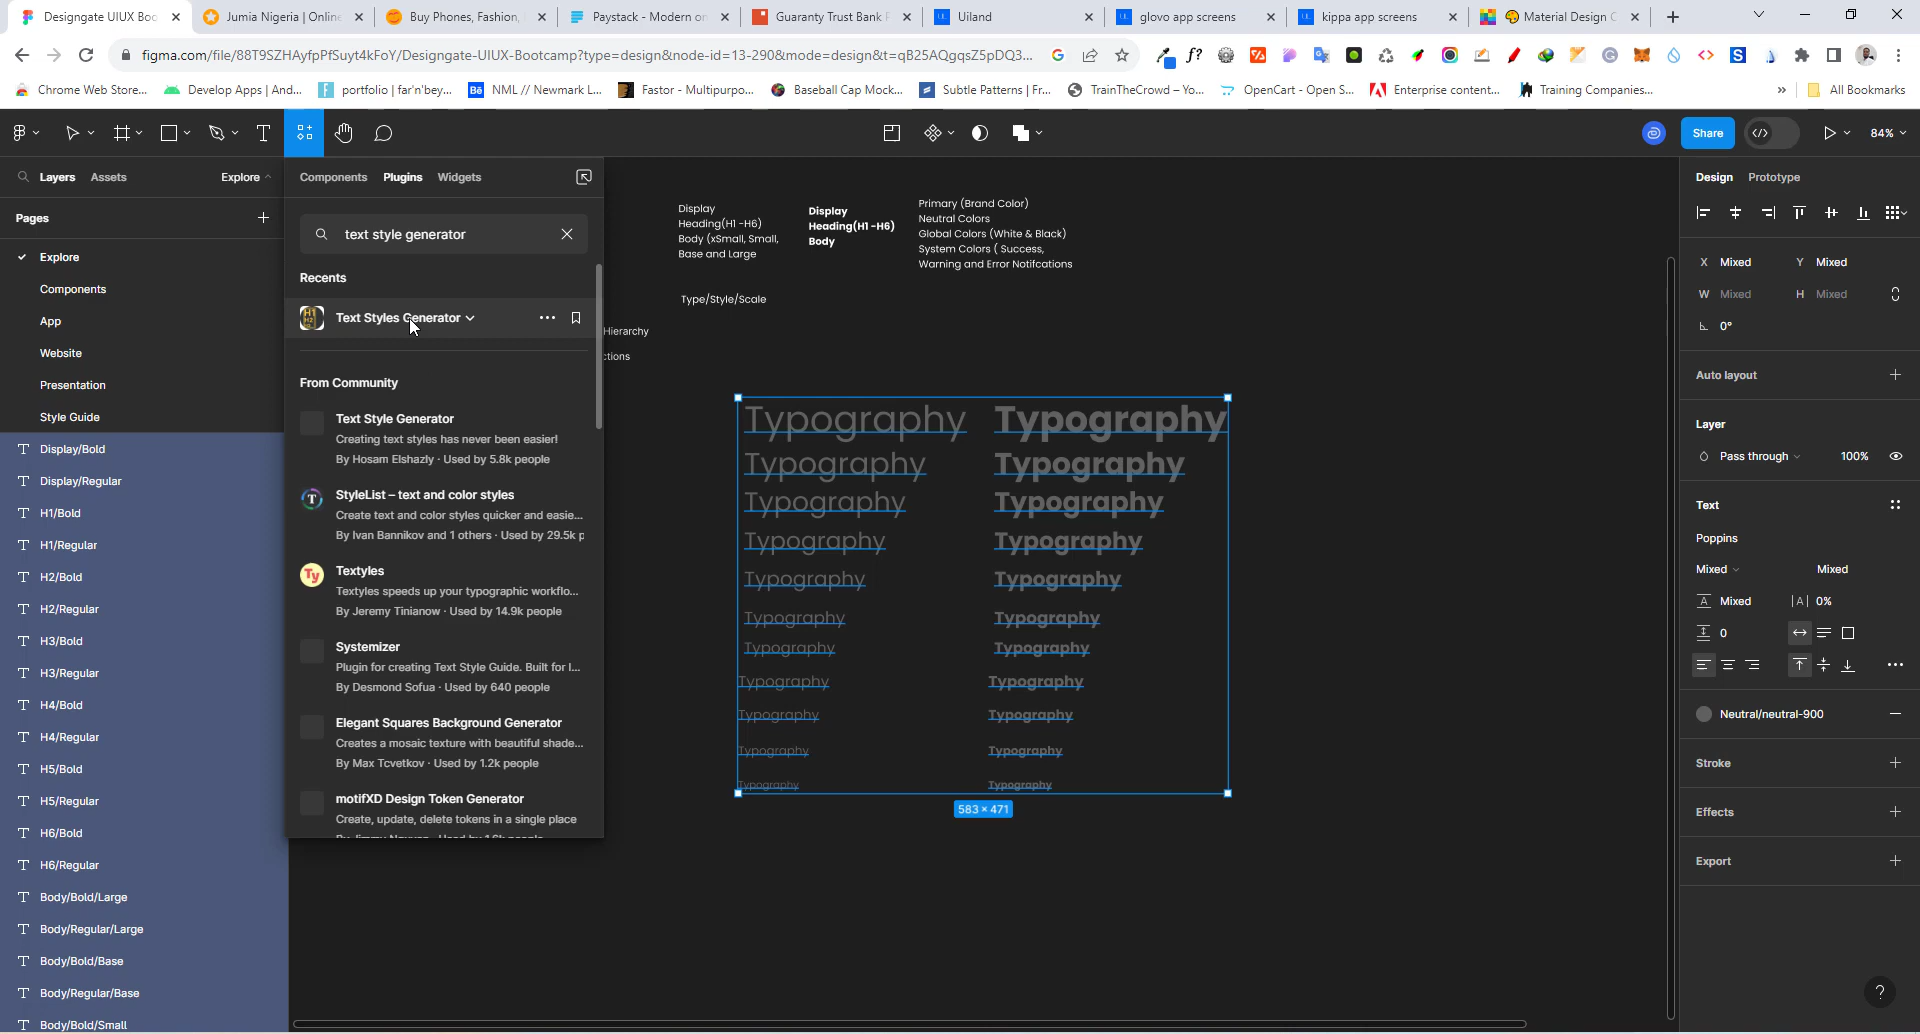 Designgate UIUX Boo
Jumia Nigeria | Online
Buy Phones, Fashion,
Paystack - Modern on
Guaranty Trust Bank P
Uiland
glovo app screens
kippa app screens
Material Design C
figma.com/file/88T9SZHAyfpPfSuyt4kFoY/Designgate-UIUX-Bootcamp?type=design&node-id=13-290&mode=design&t=qB25AQgqsZ5pDQ3...
Chrome Web Store...
Develop Apps | And...
portfolio | far'n'bey...
NML // Newmark L...
Fastor - Multipurpo...
Baseball Cap Mock...
Subtle Patterns | Fr...
TrainTheCrowd – Yo...
OpenCart - Open S...
Enterprise content...
Training Companies...
»
All Bookmarks
Share
84%
Layers
Assets
Explore
Components
Plugins
Widgets
Design
Prototype
Pages
text style generator
Explore
Components
App
Website
Presentation
Style Guide
Display/Bold
Display/Regular
H1/Bold
H1/Regular
H2/Bold
H2/Regular
H3/Bold
H3/Regular
H4/Bold
H4/Regular
H5/Bold
H5/Regular
H6/Bold
H6/Regular
Body/Bold/Large
Body/Regular/Large
Body/Bold/Base
Body/Regular/Base
Body/Bold/Small
Recents
Text Styles Generator
From Community
Text Style Generator
Creating text styles has never been easier!
By Hosam Elshazly · Used by 5.8k people
StyleList – text and color styles
Create text and color styles quicker and easie...
By Ivan Bannikov and 1 others · Used by 29.5k p
Textyles
Textyles speeds up your typographic workflo...
By Jeremy Tinianow · Used by 14.9k people
Systemizer
Plugin for creating Text Style Guide. Built for I...
By Desmond Sofua · Used by 640 people
Elegant Squares Background Generator
Creates a mosaic texture with beautiful shade...
By Max Tcvetkov · Used by 1.2k people
motifXD Design Token Generator
Create, update, delete tokens in a single place
Display
Heading(H1 -H6)
Body (xSmall, Small,
Base and Large
Display
Heading(H1 -H6)
Body
Primary (Brand Color)
Neutral Colors
Global Colors (White & Black)
System Colors ( Success,
Warning and Error Notifcations
Type/Style/Scale
Hierarchy
ctions
Typography Typography
Typography Typography
Typography Typography
Typography Typography
Typography Typography
Typography Typography
Typography Typography
Typography Typography
Typography Typography
Typography Typography
Typography Typography
583 × 471
X Mixed Y Mixed
W Mixed H Mixed
0°
Auto layout
Layer
Pass through 100%
Text
Poppins
Mixed Mixed
Mixed 0%
0
Neutral/neutral-900
Stroke
Effects
Export
?